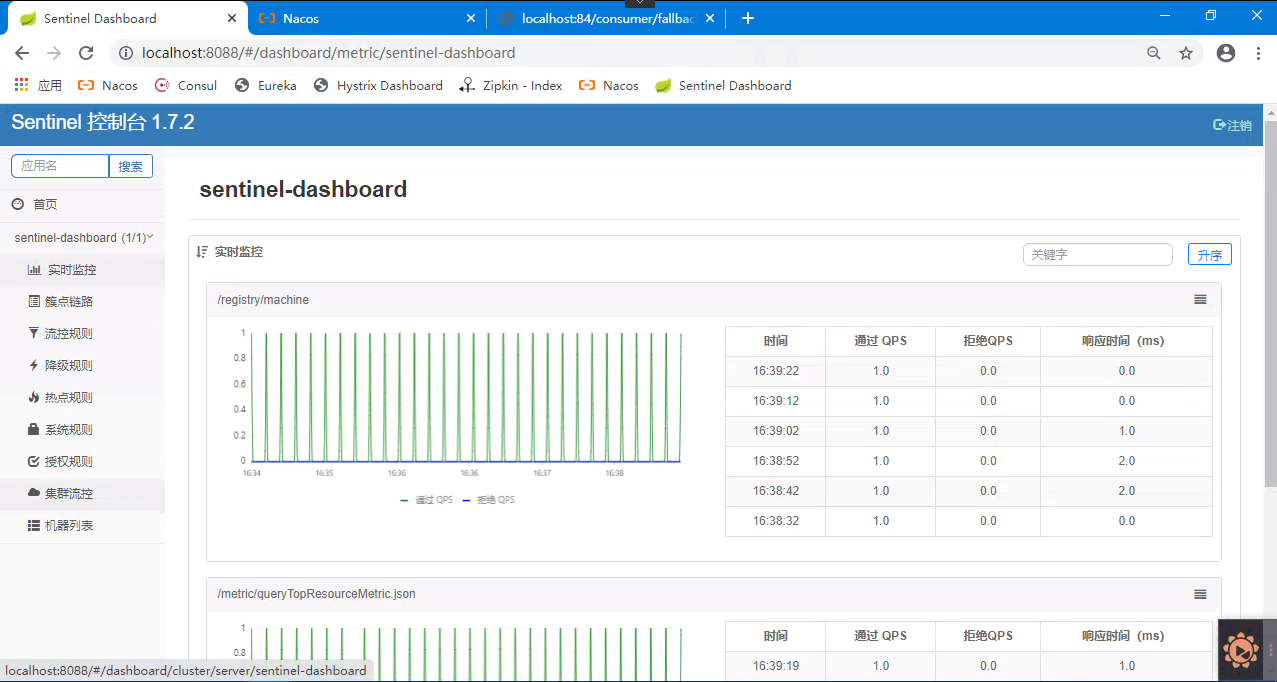 Sentinel Dashboard
Nacos
localhost:84/consumer/fallbac
localhost:8088/#/dashboard/metric/sentinel-dashboard
应用 Nacos Consul Eureka Hystrix Dashboard Zipkin - Index Nacos Sentinel Dashboard
Sentinel 控制台 1.7.2
注销
应用名 搜索
首页
sentinel-dashboard (1/1)
实时监控
簇点链路
流控规则
降级规则
热点规则
系统规则
授权规则
集群流控
机器列表
sentinel-dashboard
实时监控
关键字 升序
/registry/machine
1
0.8
0.6
0.4
0.2
0
16:34 16:35 16:36 16:36 16:37 16:38
通过 QPS 拒绝 QPS
时间 通过 QPS 拒绝QPS 响应时间 (ms)
16:39:22 1.0 0.0 0.0
16:39:12 1.0 0.0 0.0
16:39:02 1.0 0.0 1.0
16:38:52 1.0 0.0 2.0
16:38:42 1.0 0.0 2.0
16:38:32 1.0 0.0 0.0
/metric/queryTopResourceMetric.json
1
0.8
时间 通过 QPS 拒绝QPS 响应时间 (ms)
16:39:19 1.0 0.0 1.0
localhost:8088/#/dashboard/cluster/server/sentinel-dashboard